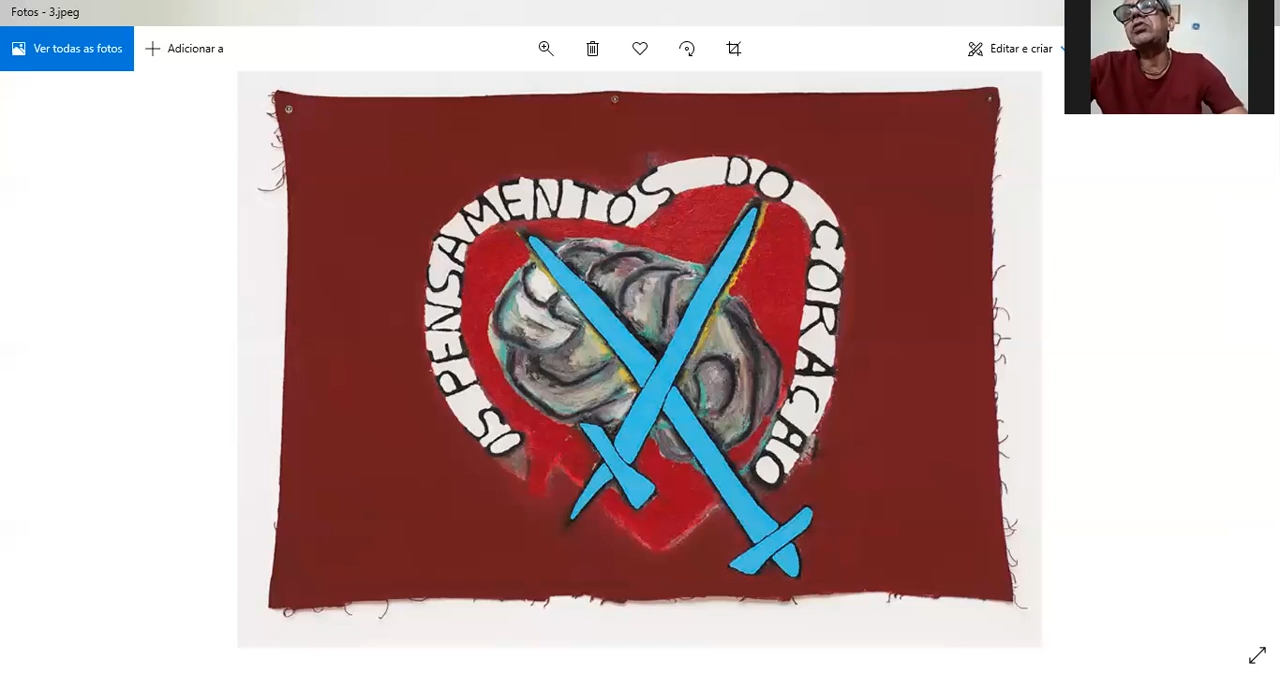 Fotos - 3.jpeg
Ver todas as fotos
Adicionar a
Editar e criar
OS PENSAMENTOS DO CORAÇÃO